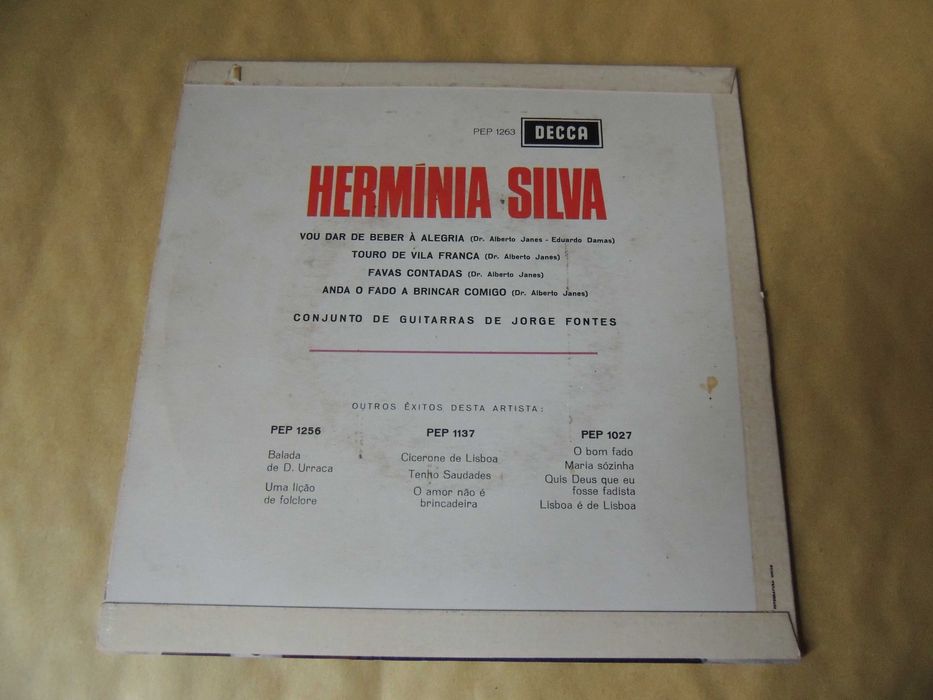 PEP 1263 DECCA
HERMÍNIA SILVA
VOU DAR DE BEBER À ALEGRIA (Dr. Alberto Janes - Eduardo Damas)
TOURO DE VILA FRANCA (Dr. Alberto Janes)
FAVAS CONTADAS (Dr. Alberto Janes)
ANDA O FADO A BRINCAR COMIGO (Dr. Alberto Janes)
CONJUNTO DE GUITARRAS DE JORGE FONTES
OUTROS ÊXITOS DESTA ARTISTA:
PEP 1256
Balada
de D. Urraca
Uma lição
de folclore
PEP 1137
Cicerone de Lisboa
Tenho Saudades
O amor não é
brincadeira
PEP 1027
O bom fado
Maria sózinha
Quis Deus que eu
fosse fadista
Lisboa é de Lisboa